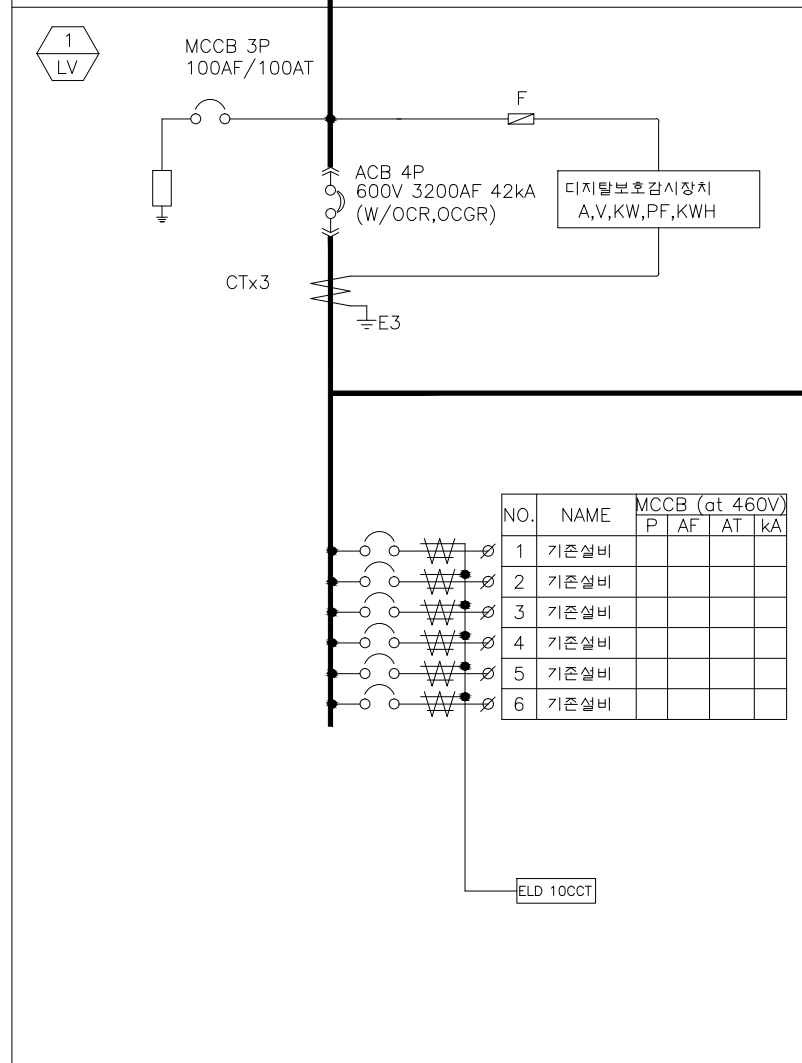 1
LV
MCCB 3P
100AF/100AT
F
ACB 4P
600V 3200AF 42kA
(W/OCR,OCGR)
디지탈보호감시장치
A,V,KW,PF,KWH
CTx3
E3
NO. NAME MCCB (at 460V)
P AF AT kA
1 기존설비
2 기존설비
3 기존설비
4 기존설비
5 기존설비
6 기존설비
ELD 10CCT